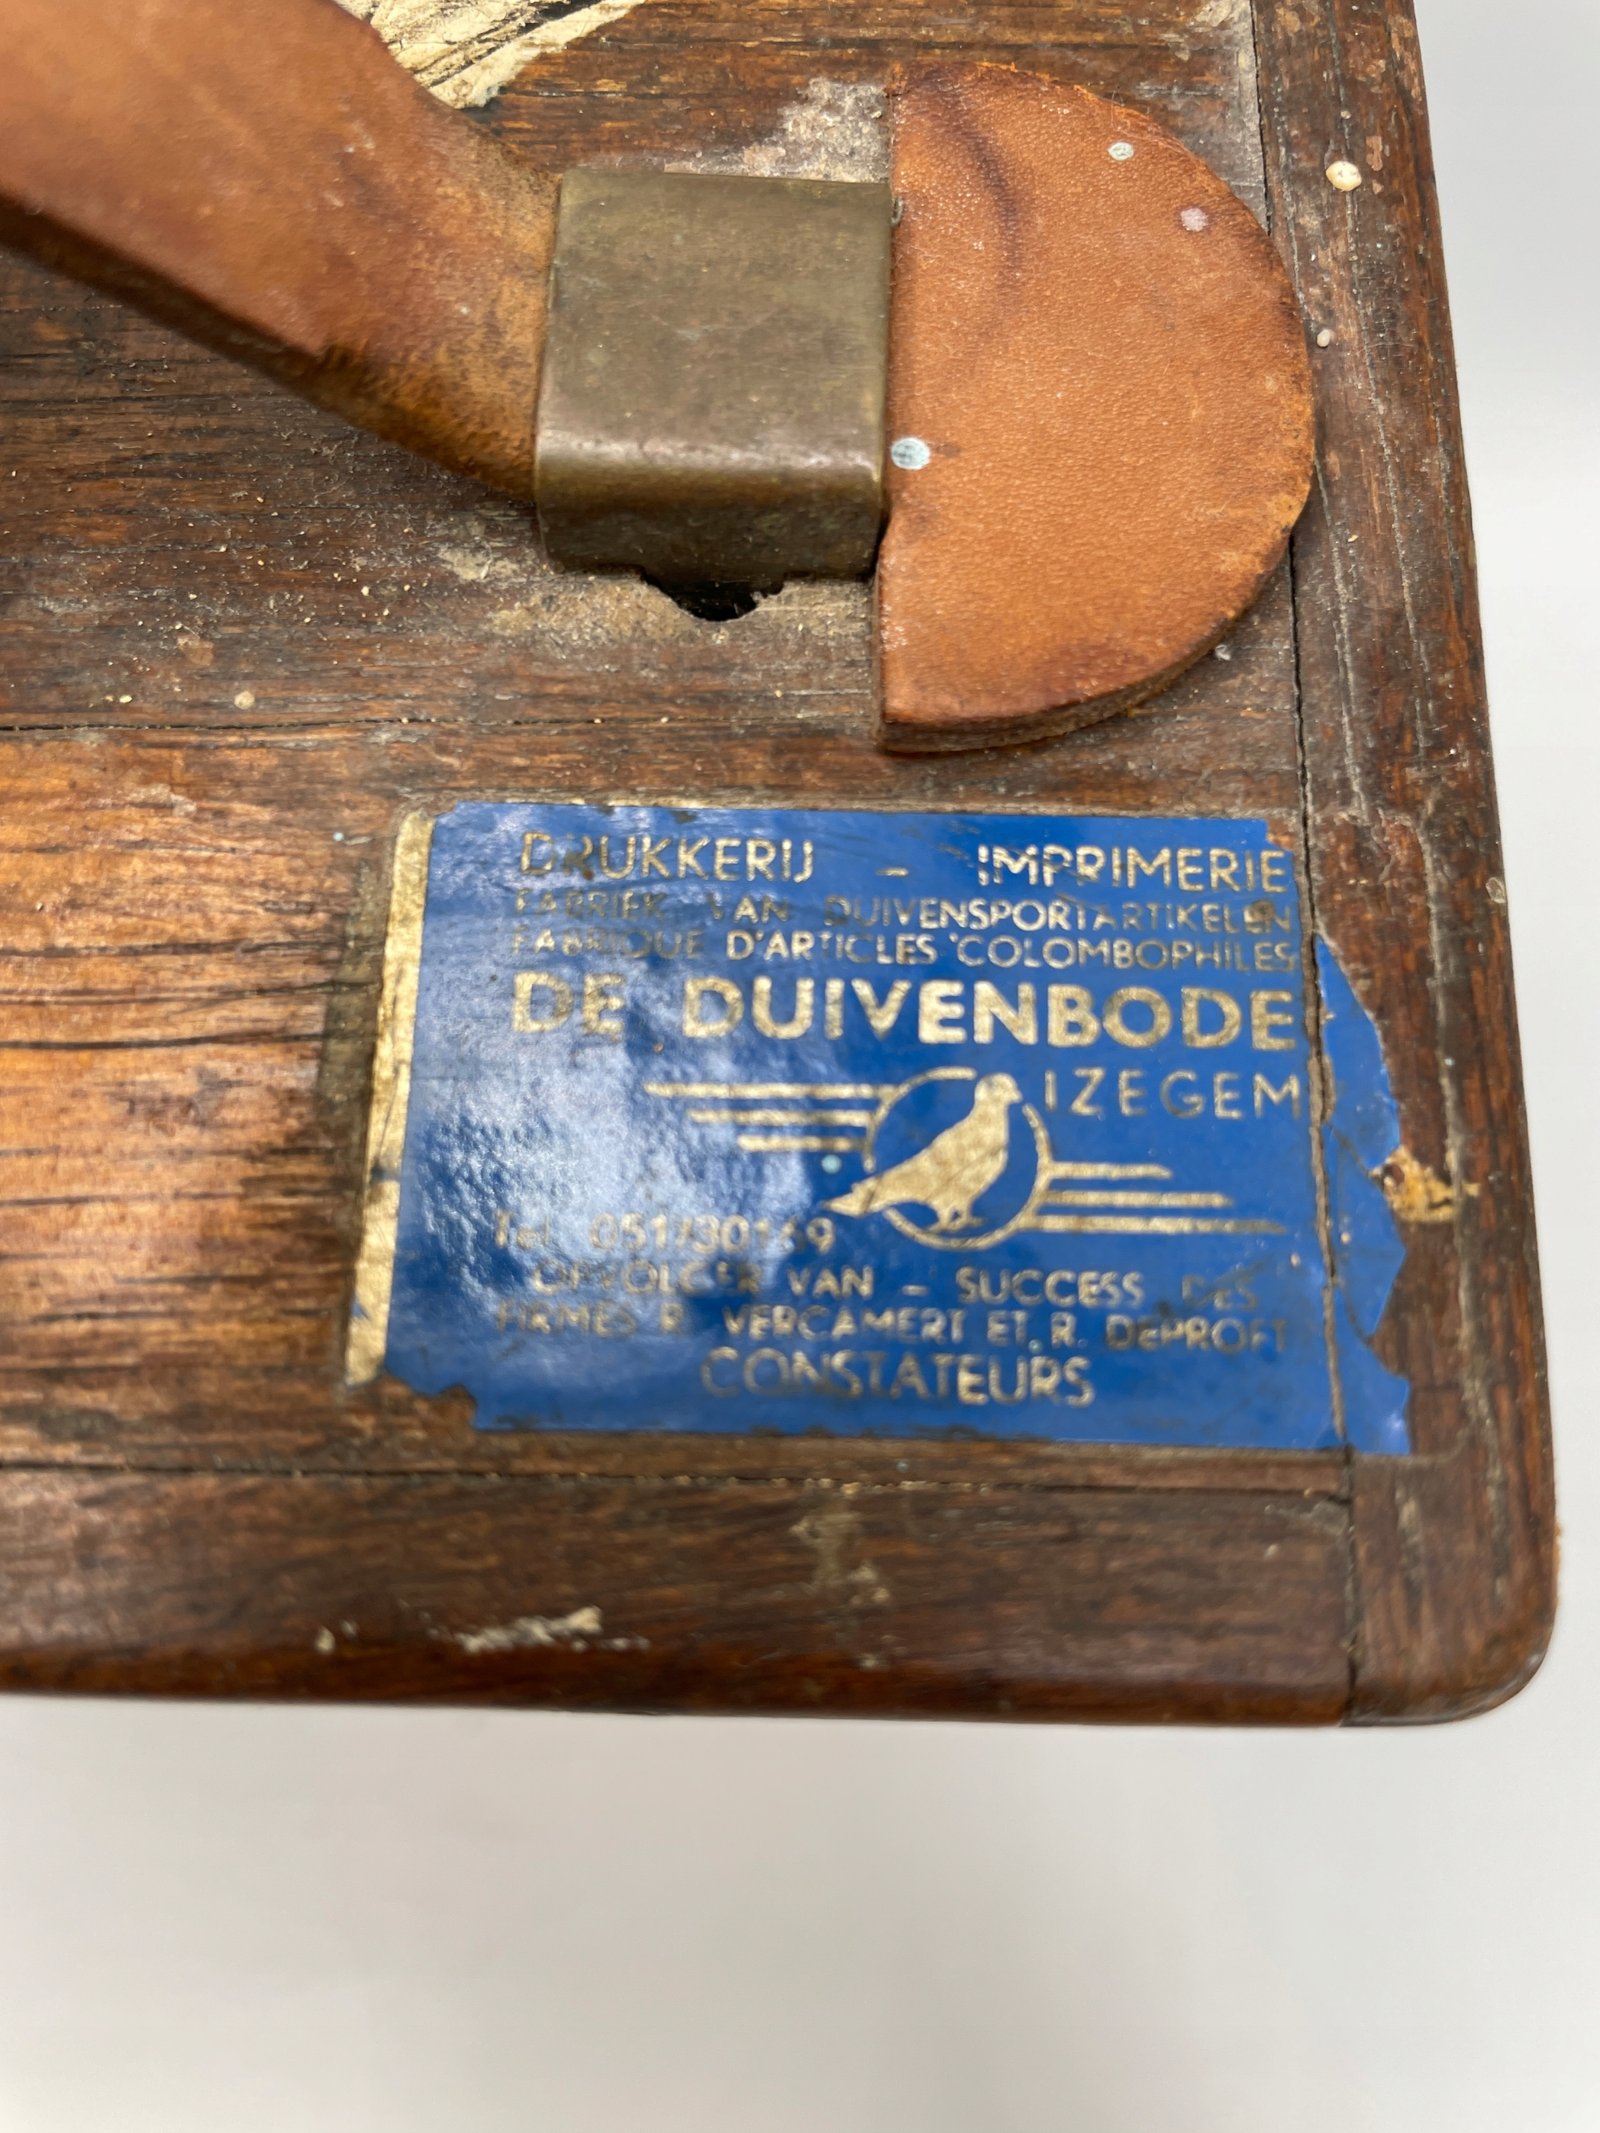 DRUKKERIJ – IMPRIMERIE
FABRIEK VAN DUIVENSPORTARTIKELEN
FABRIQUE D'ARTICLES COLOMBOPHILES
DE DUIVENBODE
IZEGEM
Tel.
OPVOLGER VAN – SUCCESS DES
FIRMES R. VERCAMERT ET R. DEPROFT
CONSTATEURS